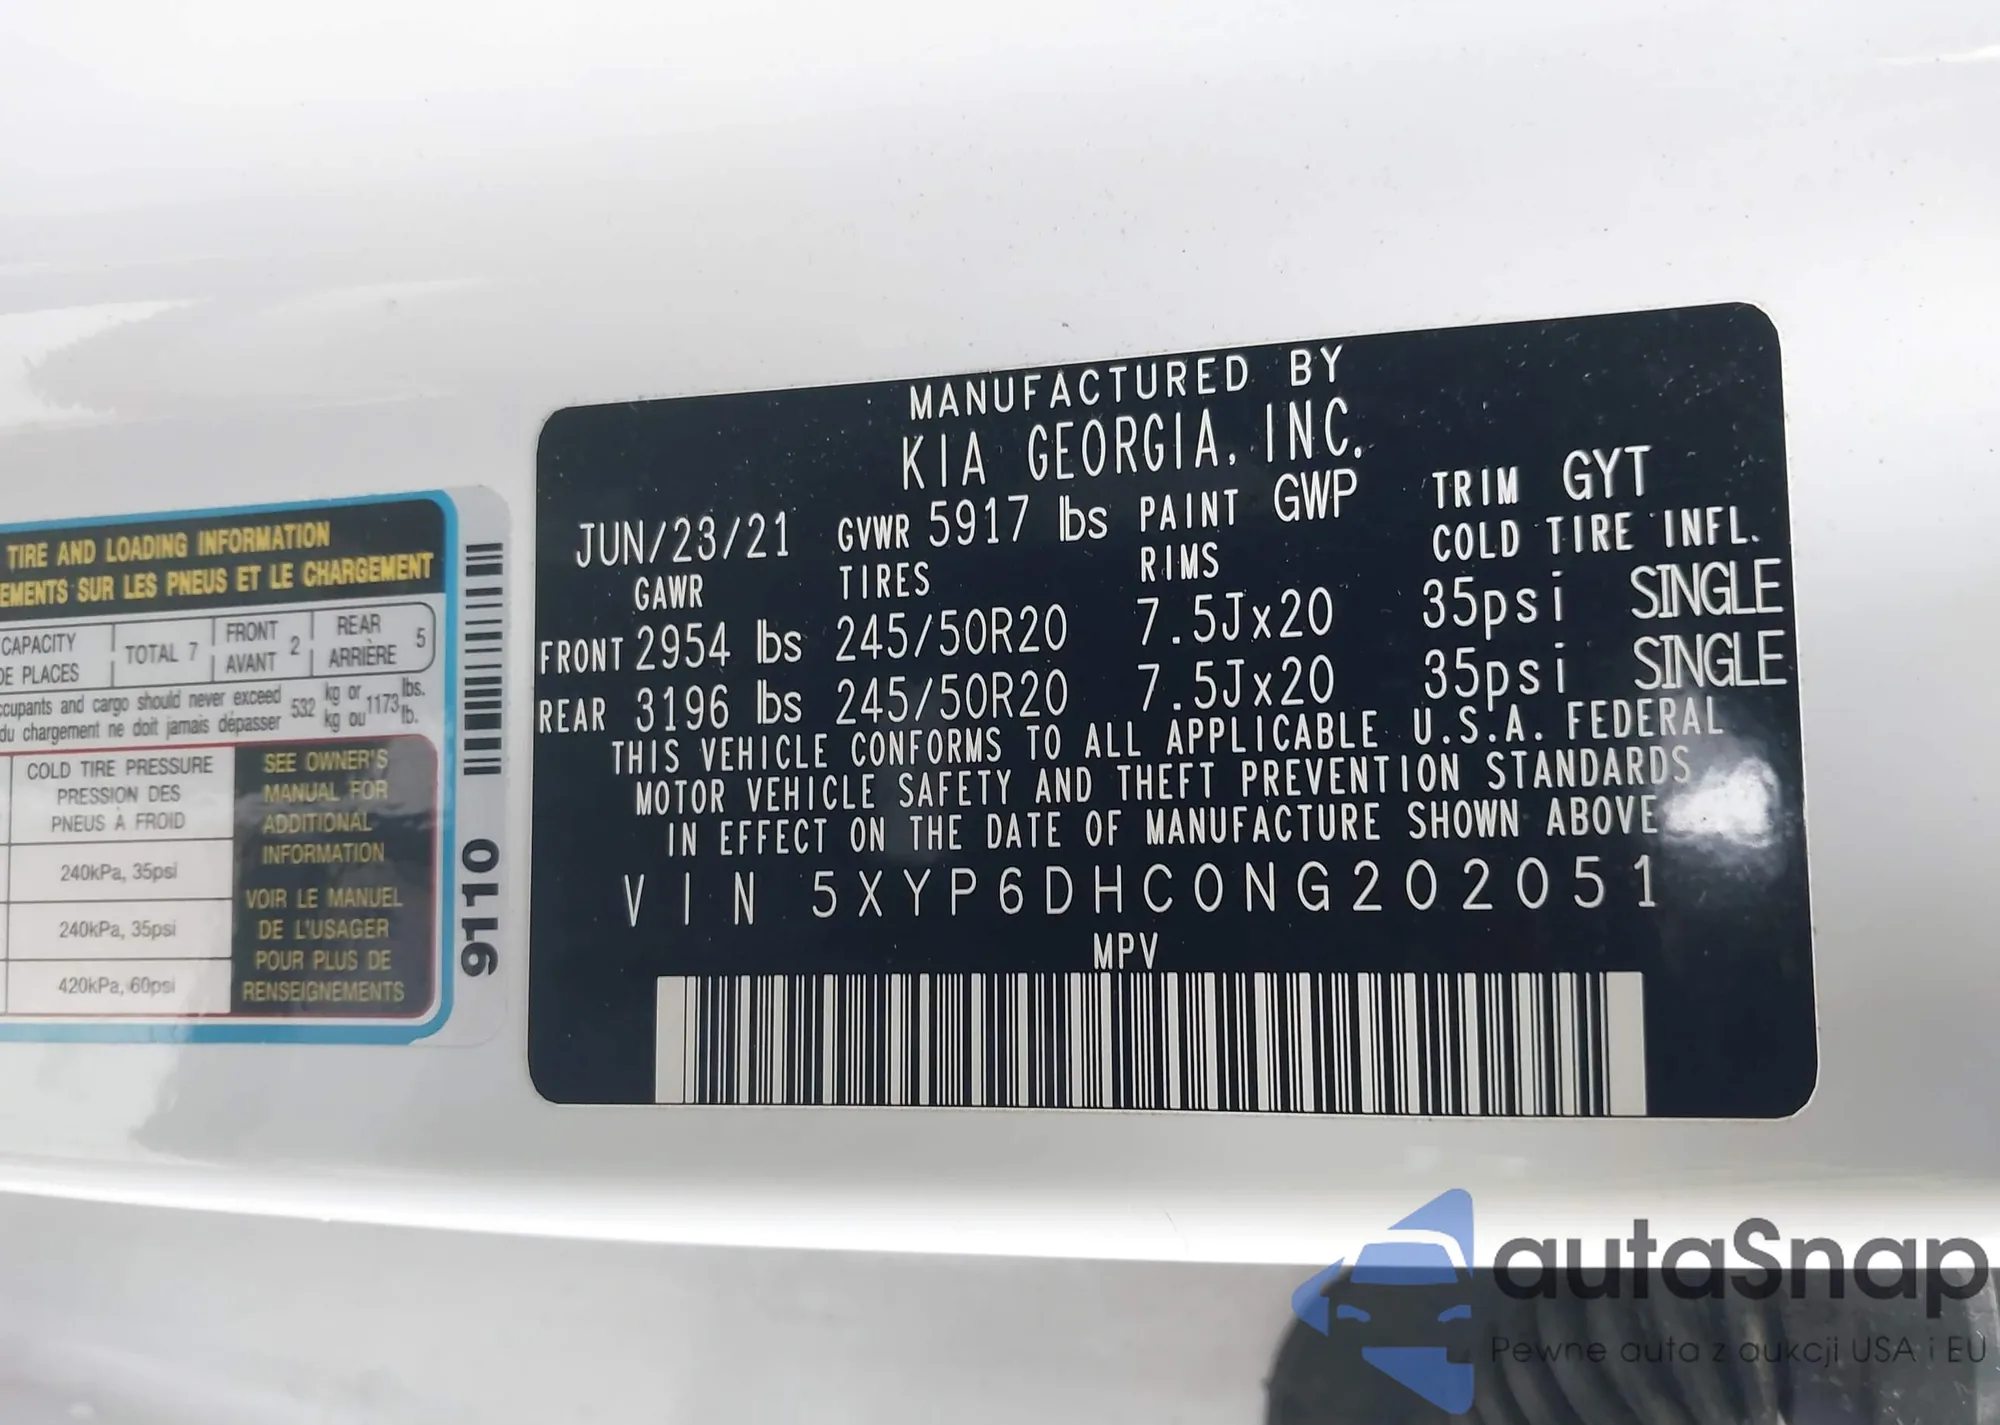 TIRE AND LOADING INFORMATION
EMENTS SUR LES PNEUS ET LE CHARGEMENT
CAPACITY
DE PLACES
TOTAL 7
FRONT
AVANT 2
REAR
ARRIÈRE 5
ccupants and cargo should never exceed 532 kg or 1173 lbs.
du chargement ne doit jamais dépasser kg ou lb.
COLD TIRE PRESSURE
PRESSION DES
PNEUS À FROID
240kPa, 35psi
240kPa, 35psi
420kPa, 60psi
SEE OWNER'S
MANUAL FOR
ADDITIONAL
INFORMATION
VOIR LE MANUEL
DE L'USAGER
POUR PLUS DE
RENSEIGNEMENTS
9110
MANUFACTURED BY
KIA GEORGIA, INC.
JUN/23/21 GVWR 5917 lbs PAINT GWP TRIM GYT
GAWR TIRES RIMS COLD TIRE INFL.
FRONT 2954 lbs 245/50R20 7.5Jx20 35psi SINGLE
REAR 3196 lbs 245/50R20 7.5Jx20 35psi SINGLE
THIS VEHICLE CONFORMS TO ALL APPLICABLE U.S.A. FEDERAL
MOTOR VEHICLE SAFETY AND THEFT PREVENTION STANDARDS
IN EFFECT ON THE DATE OF MANUFACTURE SHOWN ABOVE
VIN 5XYP6DHC0NG202051
MPV
autaSnap
Pewne auta z aukcji USA i EU